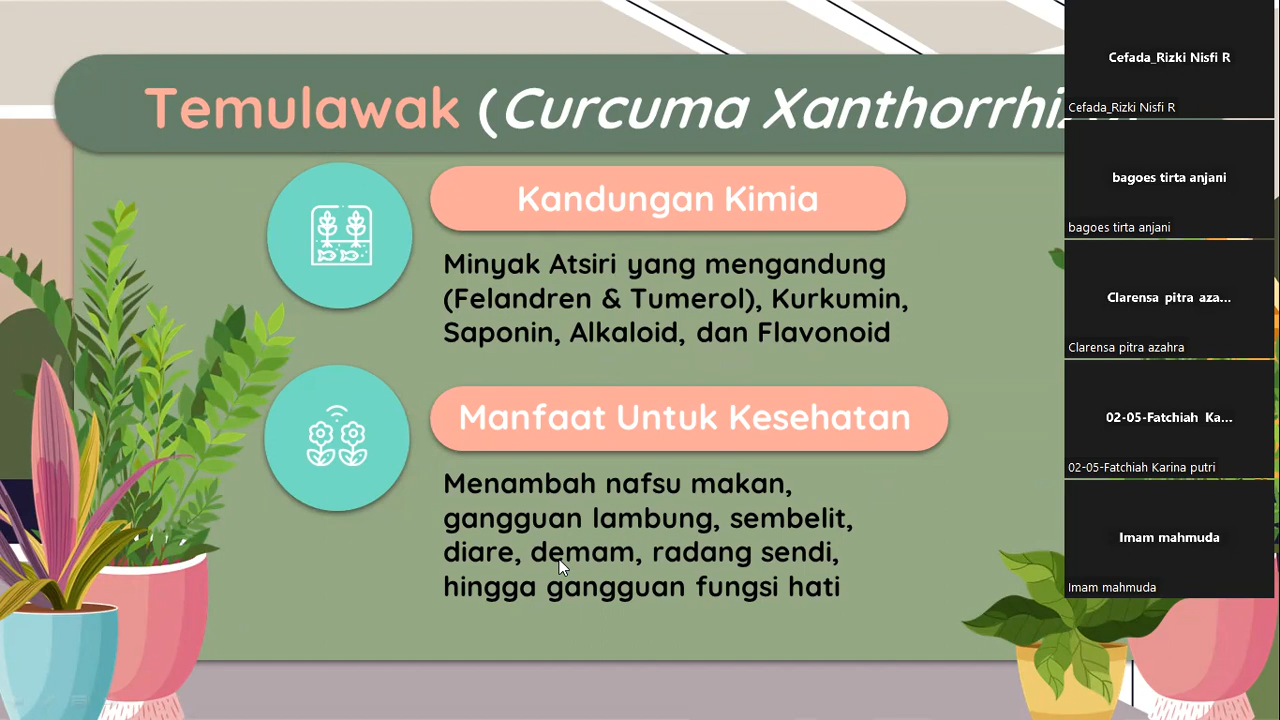 Temulawak (Curcuma Xanthorrhiz
Kandungan Kimia
Minyak Atsiri yang mengandung
(Felandren & Tumerol), Kurkumin,
Saponin, Alkaloid, dan Flavonoid
Manfaat Untuk Kesehatan
Menambah nafsu makan,
gangguan lambung, sembelit,
diare, demam, radang sendi,
hingga gangguan fungsi hati
Cefada_Rizki Nisfi R
Cefada_Rizki Nisfi R
bagoes tirta anjani
bagoes tirta anjani
Clarensa pitra aza...
Clarensa pitra azahra
02-05-Fatchiah Ka...
02-05-Fatchiah Karina putri
Imam mahmuda
Imam mahmuda